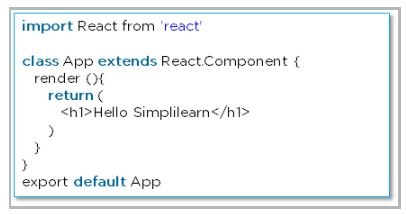 import React from 'react'
class App extends React.Component {
render (){
return (
<h1>Hello Simplilearn</h1>
)
}
}
export default App